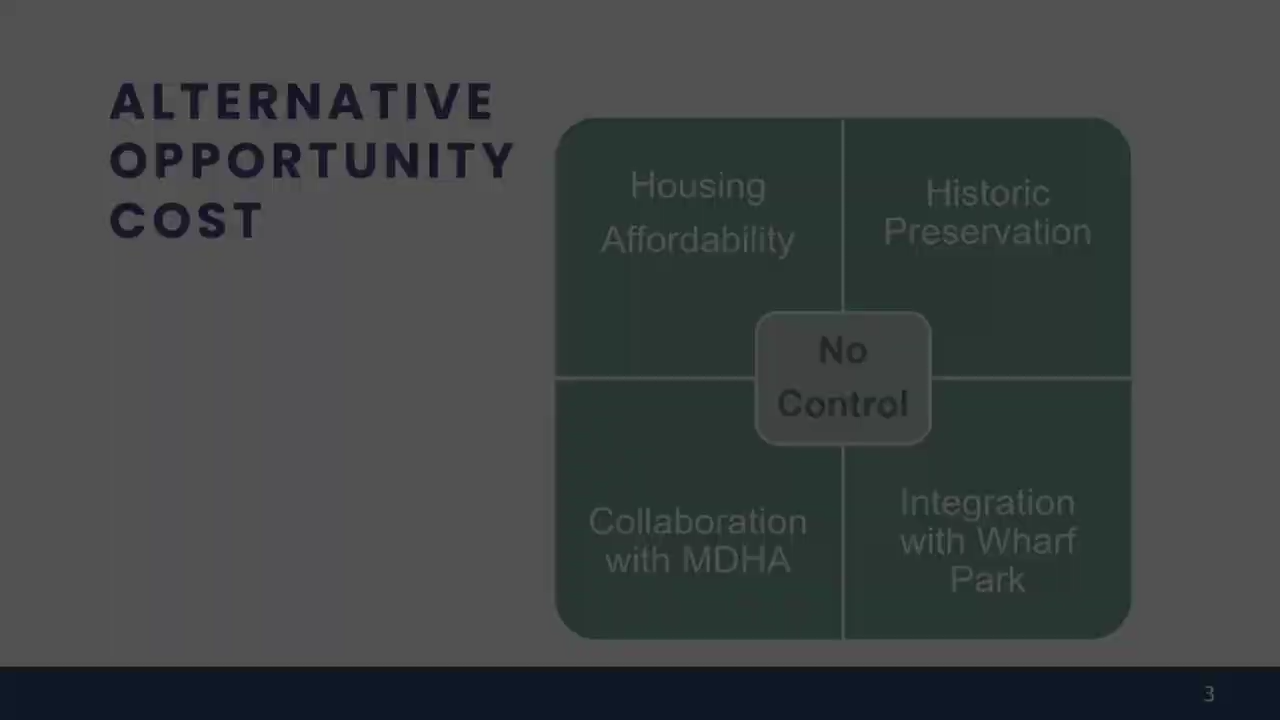 ALTERNATIVE
OPPORTUNITY
COST
Housing
Affordability
Historic
Preservation
No
Control
Collaboration
with MDHA
Integration
with Wharf
Park
3